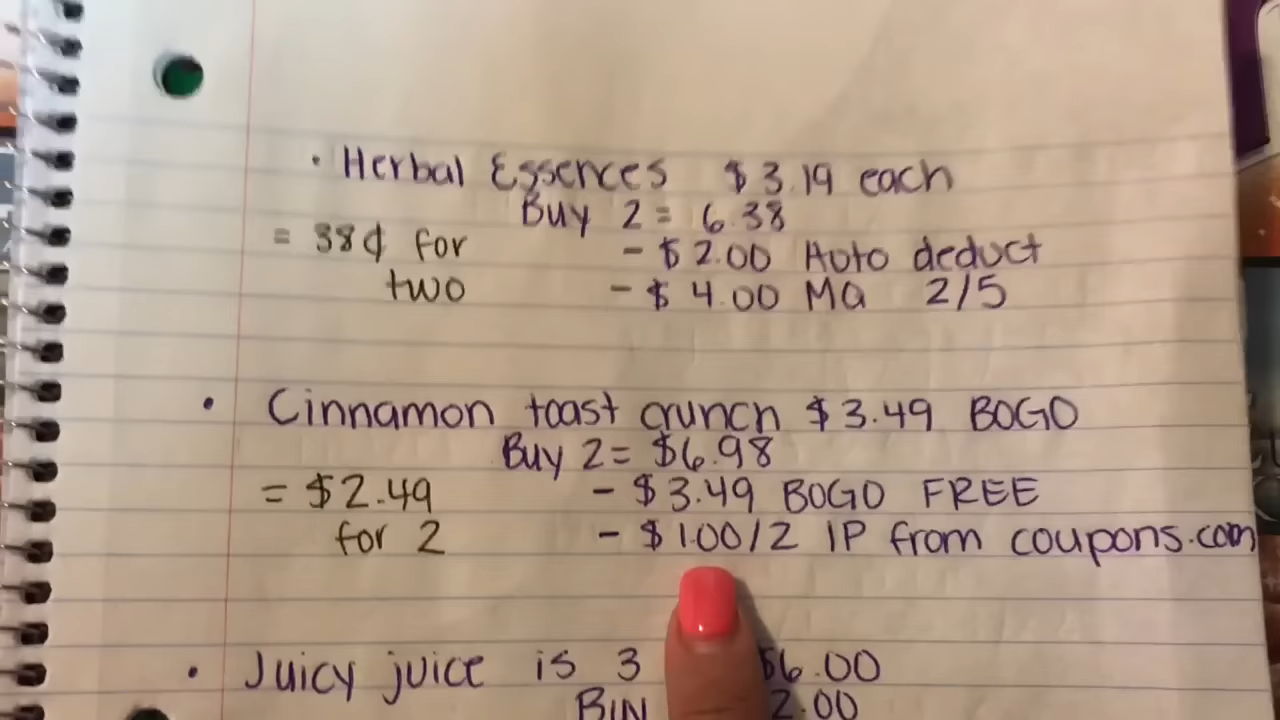 • Herbal Essences $3.19 each
Buy 2 = 6.38
= 38¢ for two
- $2.00 Auto deduct
- $4.00 MQ 2/5
• Cinnamon toast crunch $3.49 BOGO
Buy 2 = $6.98
= $2.49 for 2
- $3.49 BOGO FREE
- $1.00/2 IP from coupons.com
• Juicy juice is 3 $6.00
BIN 2.00